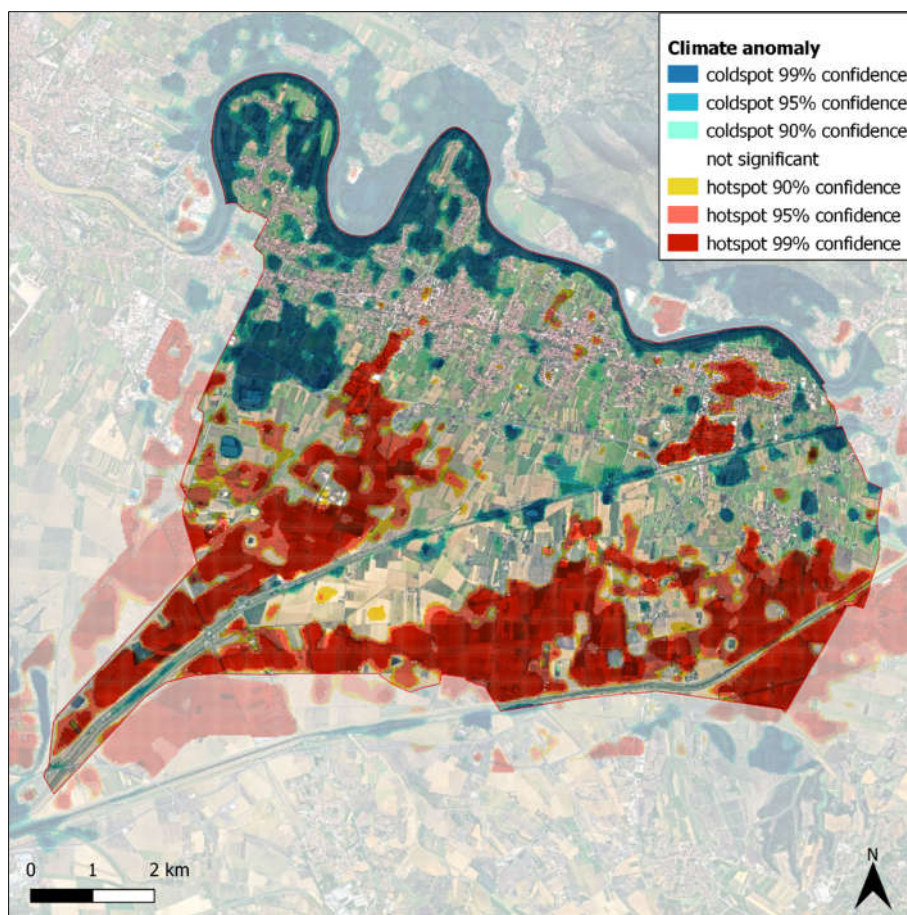 Climate anomaly
coldspot 99% confidence
coldspot 95% confidence
coldspot 90% confidence
not significant
hotspot 90% confidence
hotspot 95% confidence
hotspot 99% confidence
0 1 2 km
N